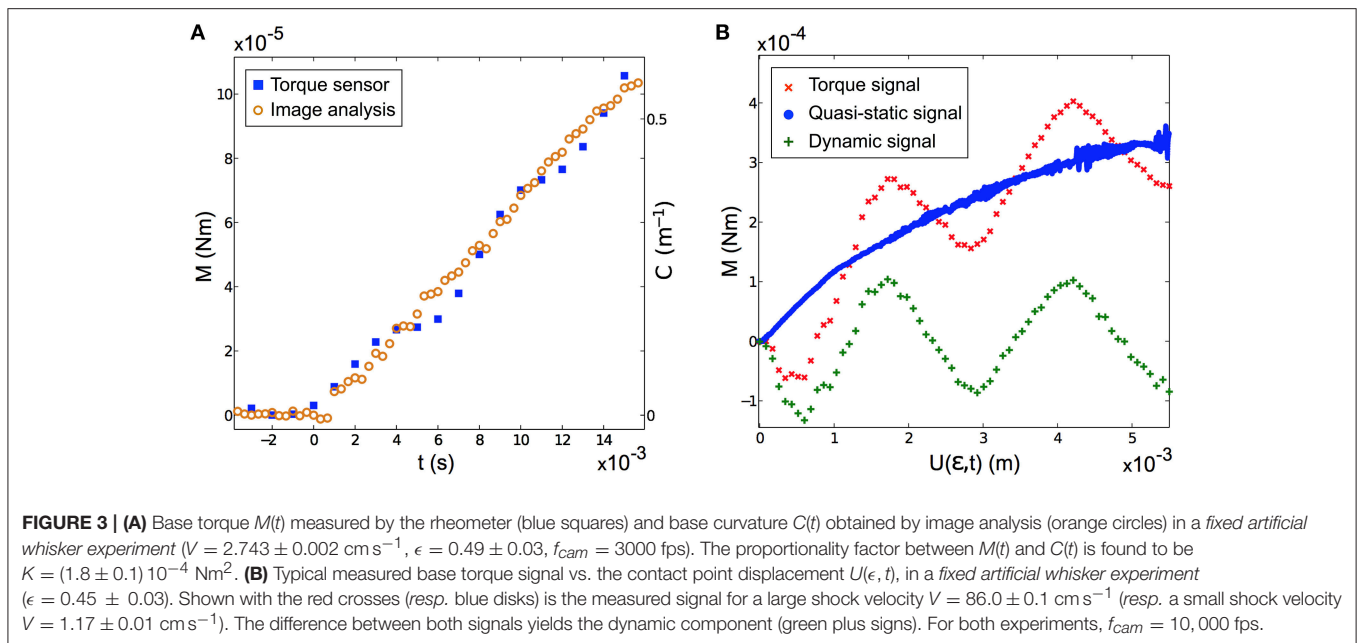 A
×10⁻⁵
Torque sensor
Image analysis
10
8
6
4
2
0
M (Nm)
0.5
0
C (m⁻¹)
−2 0 2 4 6 8 10 12 14
t (s)
×10⁻³
B
×10⁻⁴
Torque signal
Quasi-static signal
Dynamic signal
4
3
2
1
0
−1
M (Nm)
0 1 2 3 4 5
U(ε,t) (m)
×10⁻³
FIGURE 3 | (A) Base torque M(t) measured by the rheometer (blue squares) and base curvature C(t) obtained by image analysis (orange circles) in a fixed artificial
whisker experiment (V = 2.743 ± 0.002 cm s⁻¹, ϵ = 0.49 ± 0.03, f_cam = 3000 fps). The proportionality factor between M(t) and C(t) is found to be
K = (1.8 ± 0.1) 10⁻⁴ Nm². (B) Typical measured base torque signal vs. the contact point displacement U(ϵ, t), in a fixed artificial whisker experiment
(ϵ = 0.45 ± 0.03). Shown with the red crosses (resp. blue disks) is the measured signal for a large shock velocity V = 86.0 ± 0.1 cm s⁻¹ (resp. a small shock velocity
V = 1.17 ± 0.01 cm s⁻¹). The difference between both signals yields the dynamic component (green plus signs). For both experiments, f_cam = 10, 000 fps.